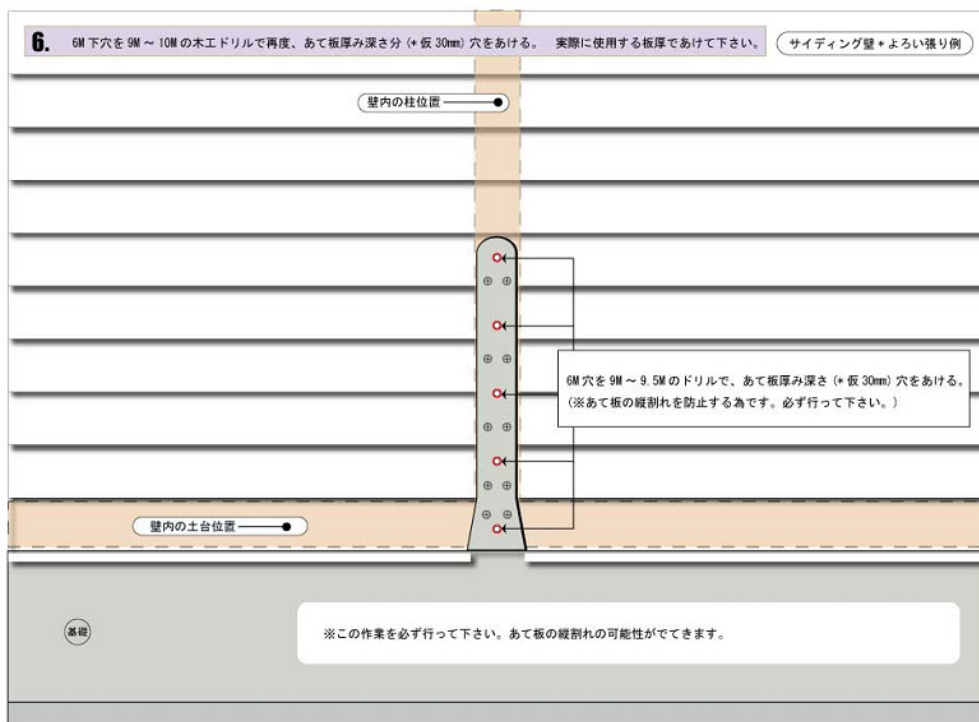 6. 6M 下穴を 9M ～ 10M の木工ドリルで再度、あて板厚み深さ分 (* 仮 30mm) 穴をあける。 実際に使用する板厚であけて下さい。
サイディング壁 + よろい張り例
壁内の柱位置
6M 穴を 9M ～ 9.5M のドリルで、あて板厚み深さ (* 仮 30mm) 穴をあける。
(※あて板の縦割れを防止する為です。必ず行って下さい。)
壁内の土台位置
基礎
※この作業を必ず行って下さい。あて板の縦割れの可能性がでてきます。